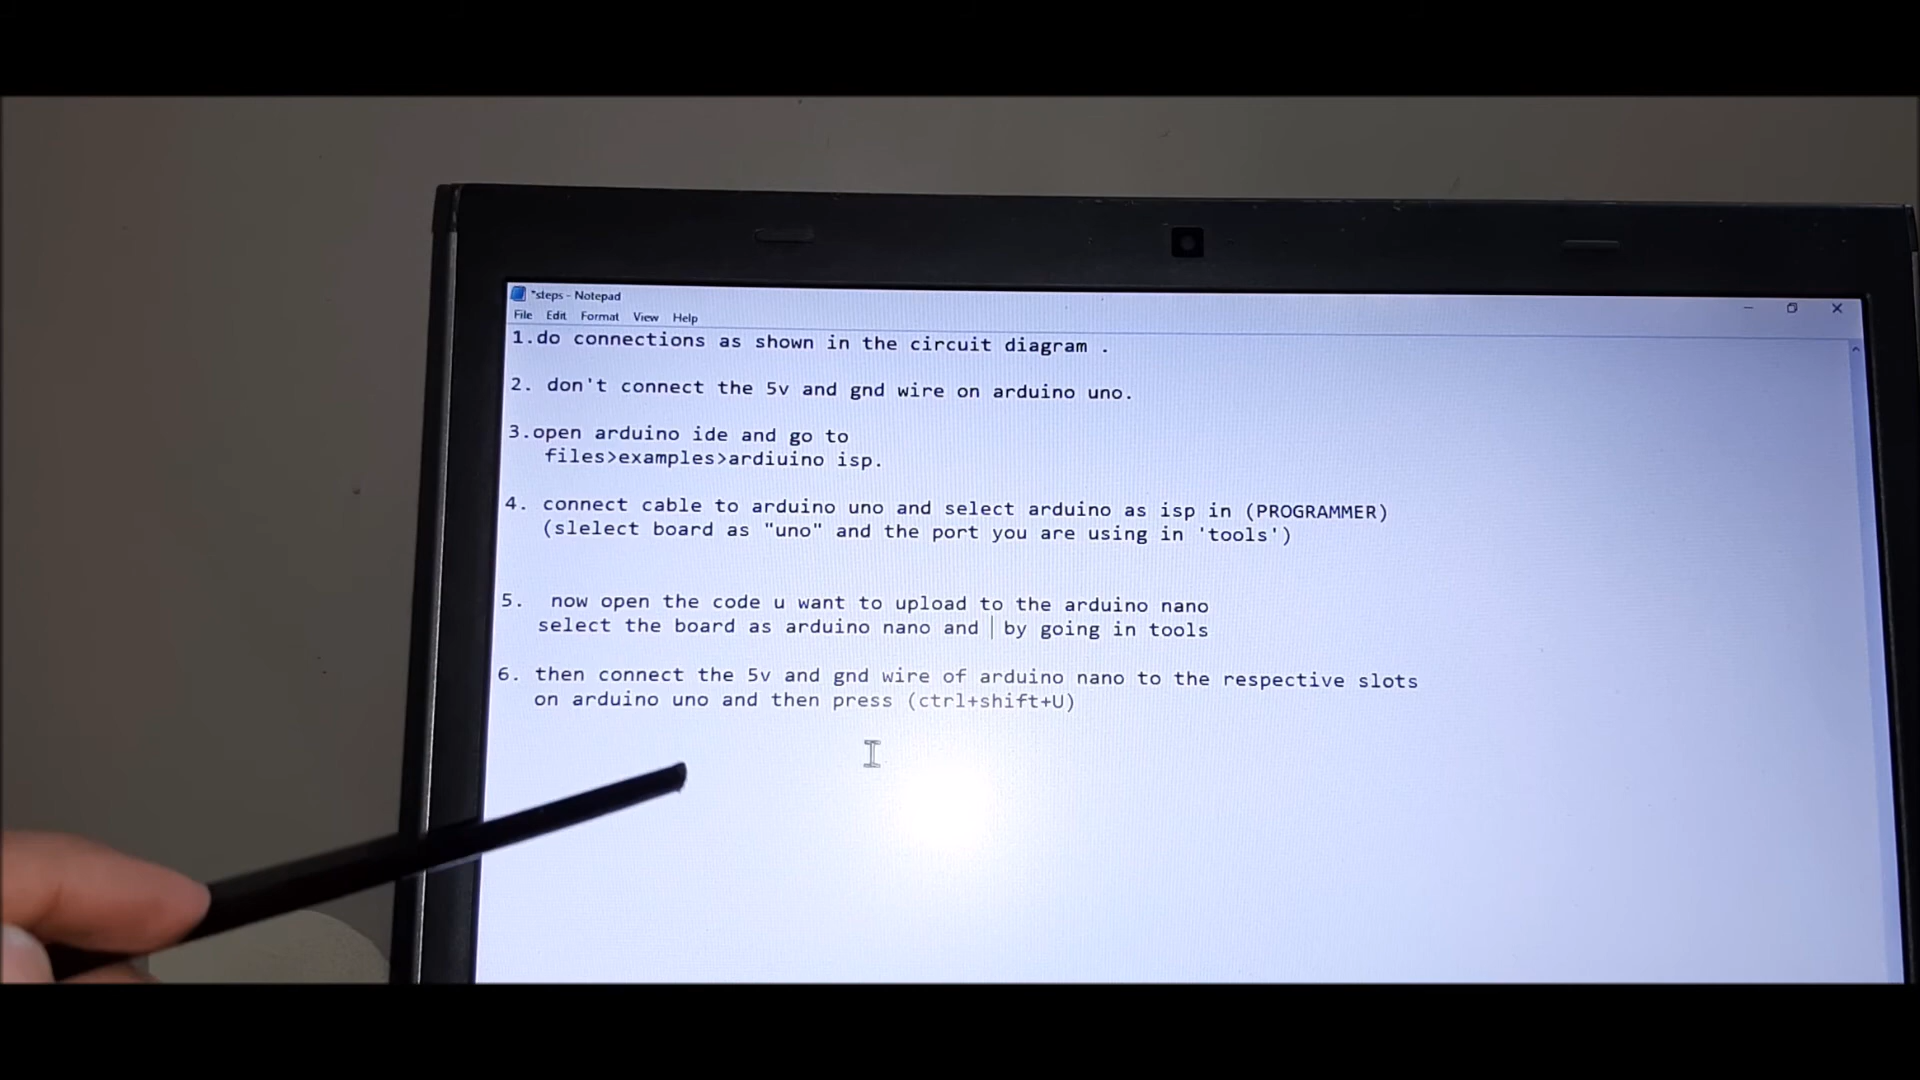 *steps - Notepad
File Edit Format View Help
1.do connections as shown in the circuit diagram .
2. don't connect the 5v and gnd wire on arduino uno.
3.open arduino ide and go to
files>examples>ardiuino isp.
4. connect cable to arduino uno and select arduino as isp in (PROGRAMMER)
(slelect board as "uno" and the port you are using in 'tools')
5. now open the code u want to upload to the arduino nano
select the board as arduino nano and by going in tools
6. then connect the 5v and gnd wire of arduino nano to the respective slots
on arduino uno and then press (ctrl+shift+U)